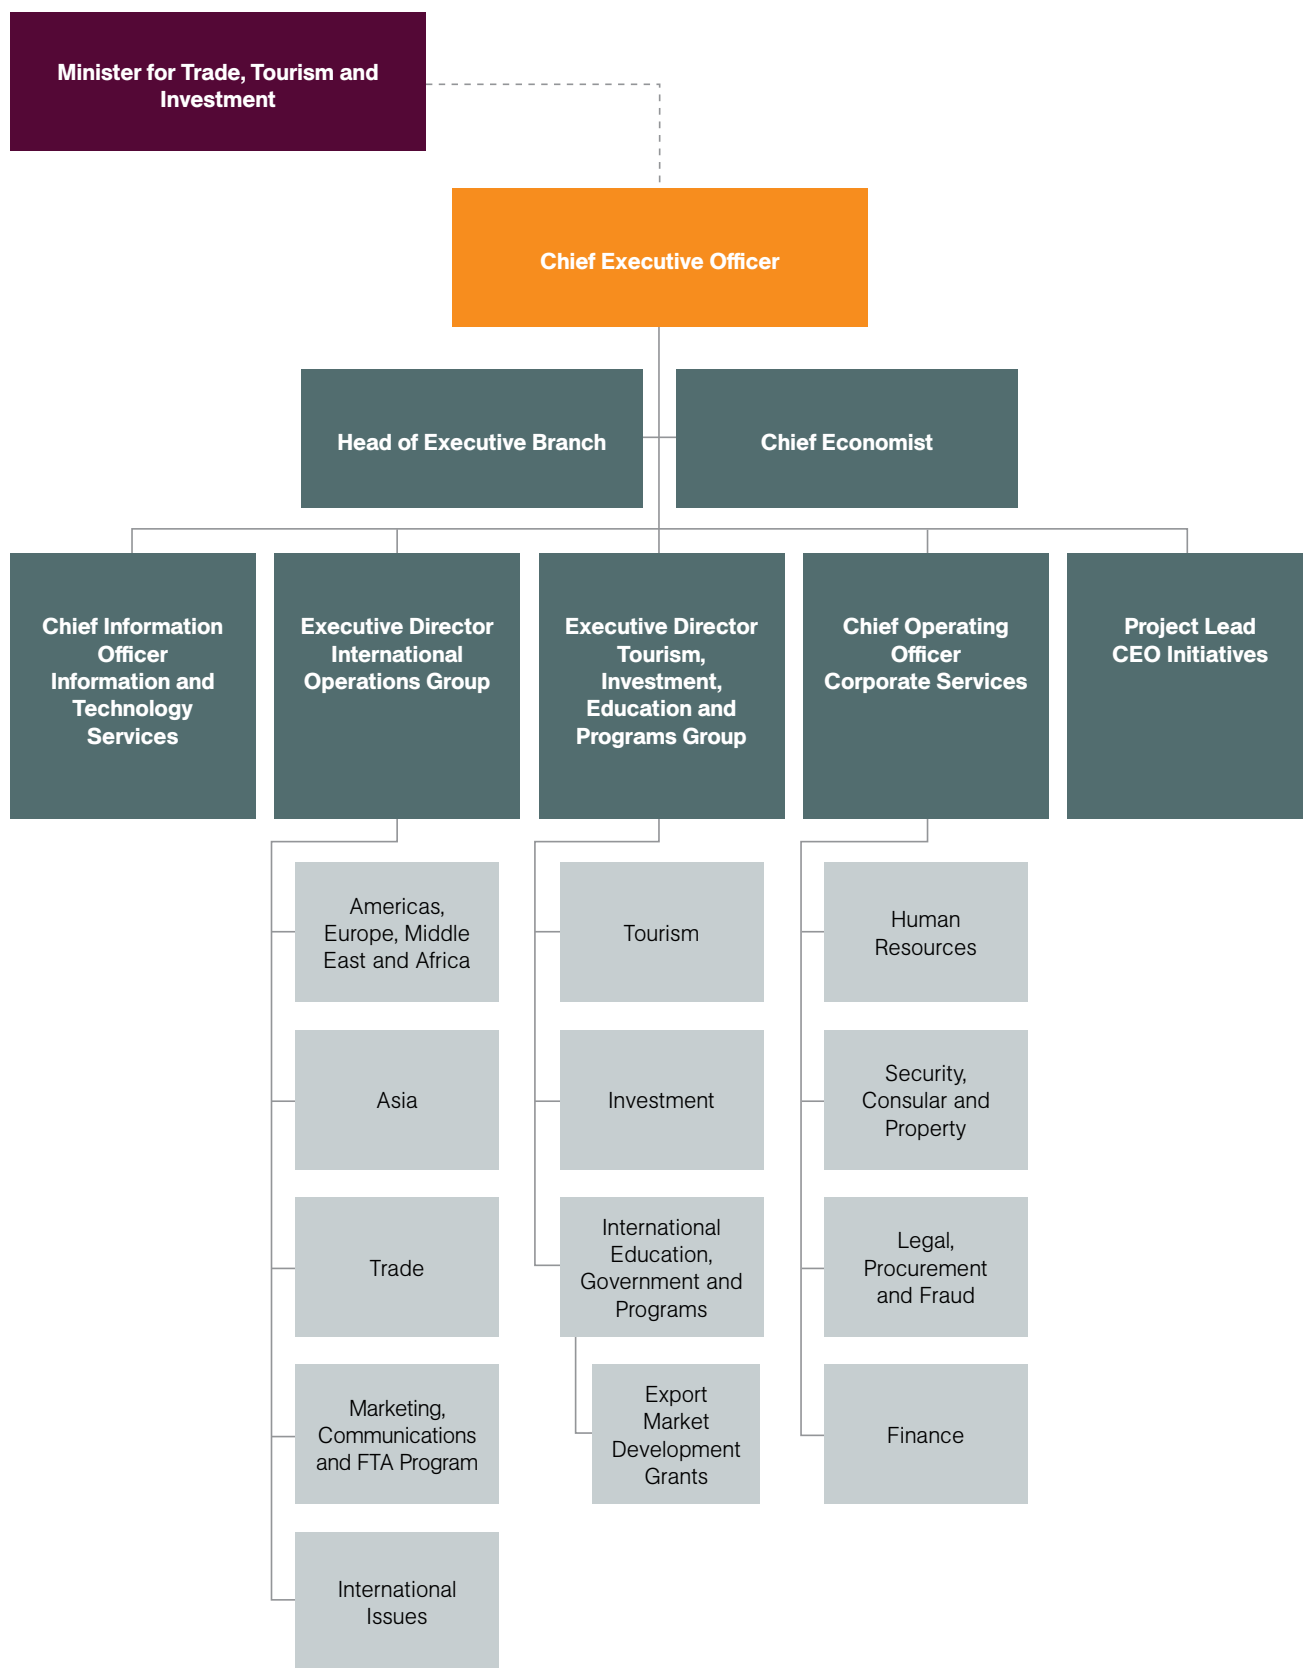 Minister for Trade, Tourism and
Investment
Chief Executive Officer
Head of Executive Branch
Chief Economist
Chief Information
Officer
Information and
Technology
Services
Executive Director
International
Operations Group
Executive Director
Tourism,
Investment,
Education and
Programs Group
Chief Operating
Officer
Corporate Services
Project Lead
CEO Initiatives
Americas,
Europe, Middle
East and Africa
Asia
Trade
Marketing,
Communications
and FTA Program
International
Issues
Tourism
Investment
International
Education,
Government and
Programs
Export
Market
Development
Grants
Human
Resources
Security,
Consular and
Property
Legal,
Procurement
and Fraud
Finance